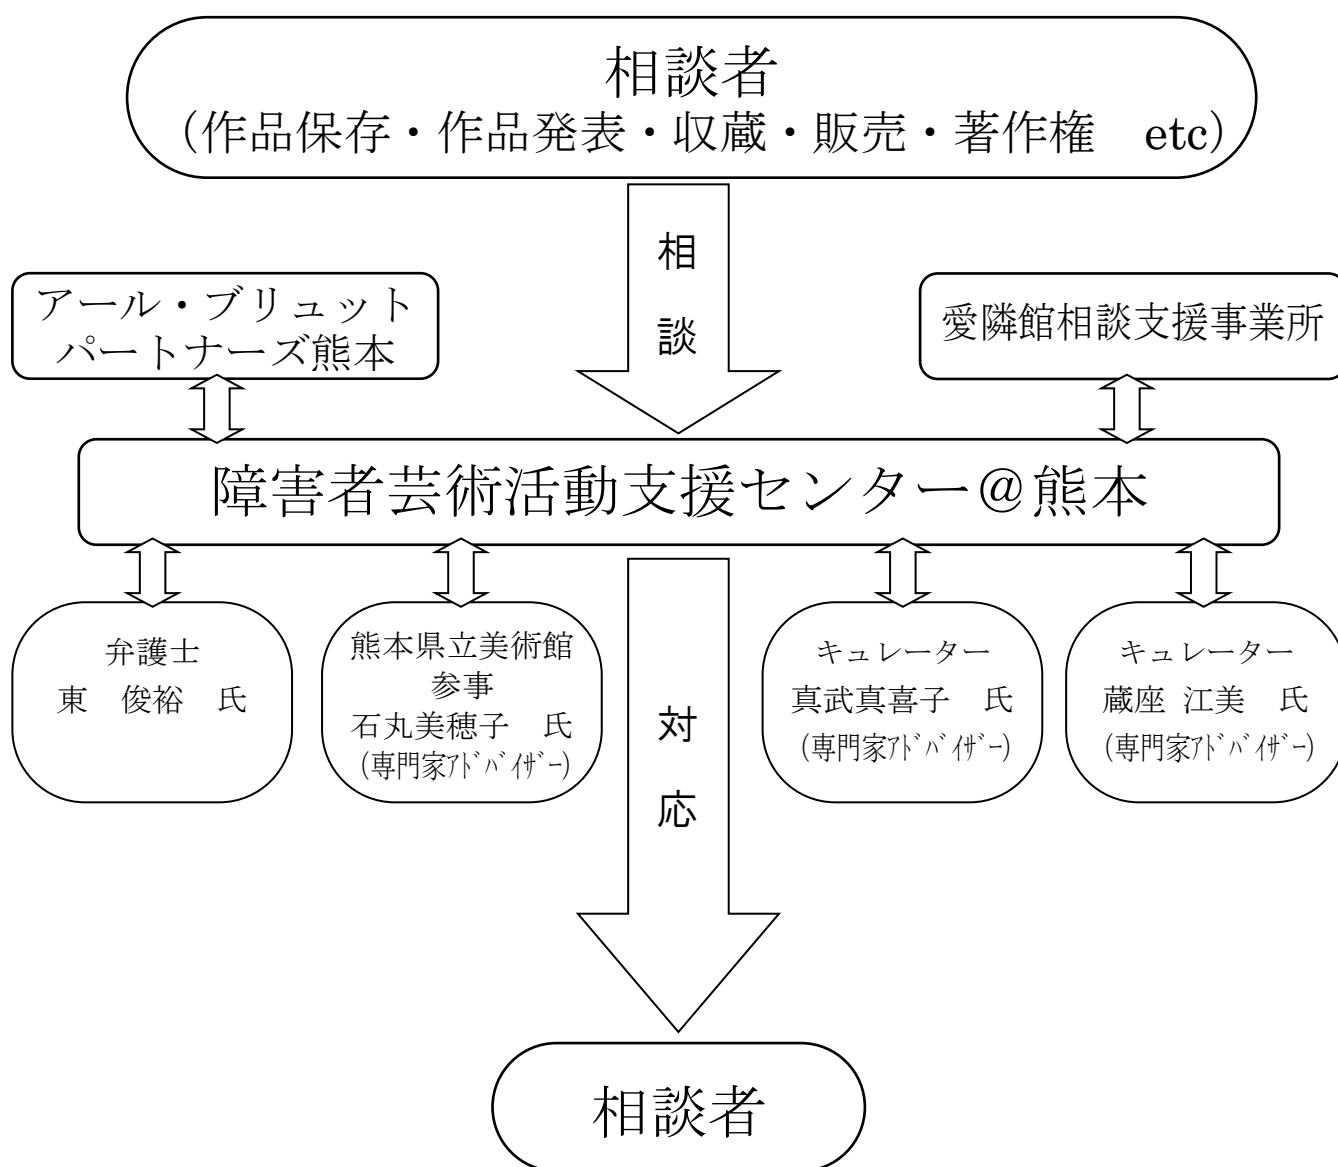 相談者
（作品保存・作品発表・収蔵・販売・著作権　etc）
相
談
アール・ブリュット
パートナーズ熊本
愛隣館相談支援事業所
障害者芸術活動支援センター＠熊本
弁護士
東　俊裕　氏
熊本県立美術館
参事
石丸美穂子　氏
（専門家ｱﾄﾞﾊﾞｲｻﾞｰ）
対
応
キュレーター
真武真喜子　氏
（専門家ｱﾄﾞﾊﾞｲｻﾞｰ）
キュレーター
蔵座 江美　氏
（専門家ｱﾄﾞﾊﾞｲｻﾞｰ）
相談者